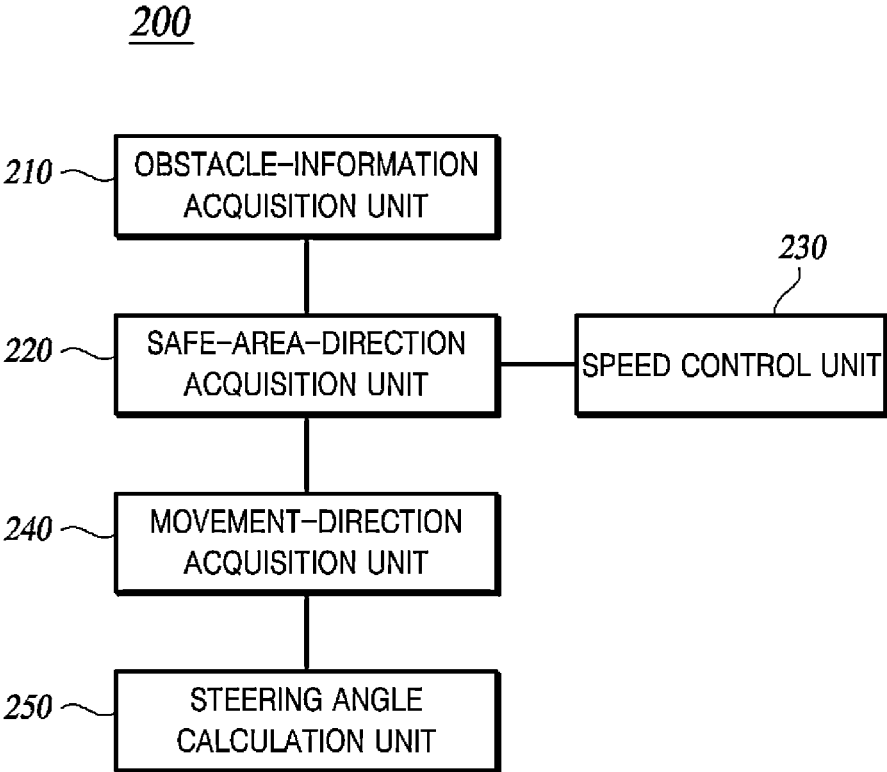 200
210
OBSTACLE-INFORMATION
ACQUISITION UNIT
230
220
SAFE-AREA-DIRECTION
ACQUISITION UNIT
SPEED CONTROL UNIT
240
MOVEMENT-DIRECTION
ACQUISITION UNIT
250
STEERING ANGLE
CALCULATION UNIT